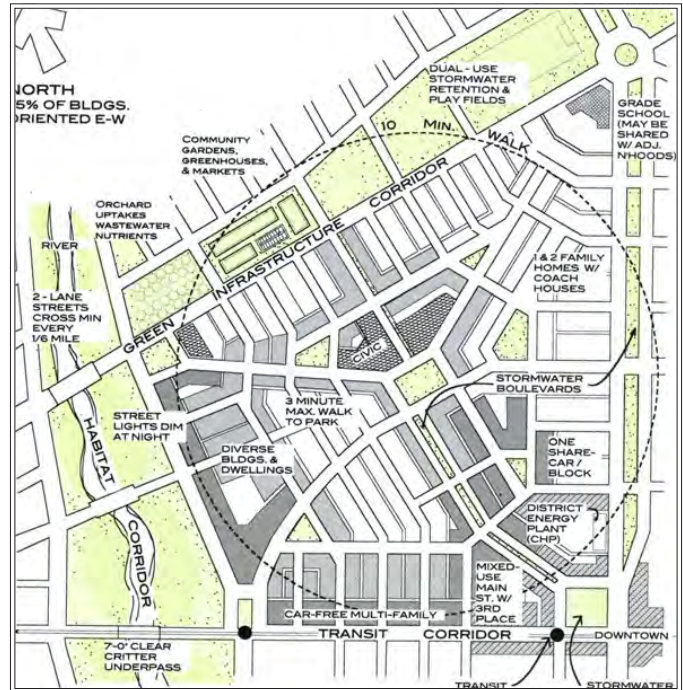 NORTH
5% OF BLDGS.
ORIENTED E-W
DUAL - USE
STORMWATER
RETENTION &
PLAY FIELDS
GRADE
SCHOOL
(MAY BE
SHARED
W/ ADJ.
N'HOODS)
10 MIN. WALK
COMMUNITY
GARDENS,
GREENHOUSES,
& MARKETS
ORCHARD
UPTAKES
WASTEWATER
NUTRIENTS
RIVER
GREEN INFRASTRUCTURE CORRIDOR
1 & 2 FAMILY
HOMES W/
COACH
HOUSES
2 - LANE
STREETS
CROSS MIN
EVERY
1/6 MILE
CIVIC
STORMWATER
BOULEVARDS
3 MINUTE
MAX. WALK
TO PARK
STREET
LIGHTS DIM
AT NIGHT
DIVERSE
BLDGS. &
DWELLINGS
ONE
SHARE-
CAR /
BLOCK
HABITAT CORRIDOR
DISTRICT
ENERGY
PLANT
(CHP)
MIXED-
USE MAIN
ST. W/
3RD
PLACE
CAR-FREE MULTI-FAMILY
TRANSIT CORRIDOR
DOWNTOWN
7'-0" CLEAR
CRITTER
UNDERPASS
TRANSIT
STORMWATER